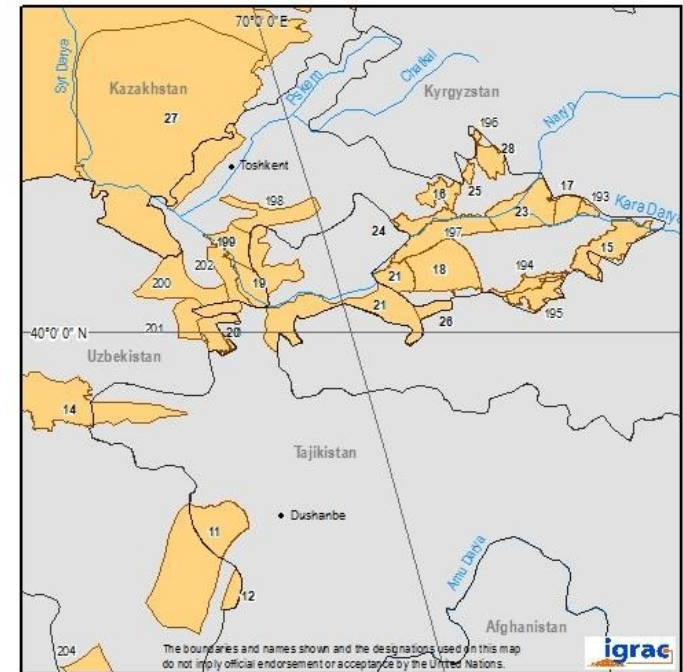 70°0'0"E
Syr Darya
Kazakhstan
27
Pskem
Chatkal
Kyrgyzstan
Naryn
196
28
Toshkent
198
16
25
17
193
Kara Darya
23
24
197
199
15
202
21
18
194
200
19
21
195
201
20
26
40°0'0"N
Uzbekistan
14
Tajikistan
11
Dushanbe
12
Amu Darya
Afghanistan
204
The boundaries and names shown and the designations used on this map
do not imply official endorsement or acceptance by the United Nations.
igrac